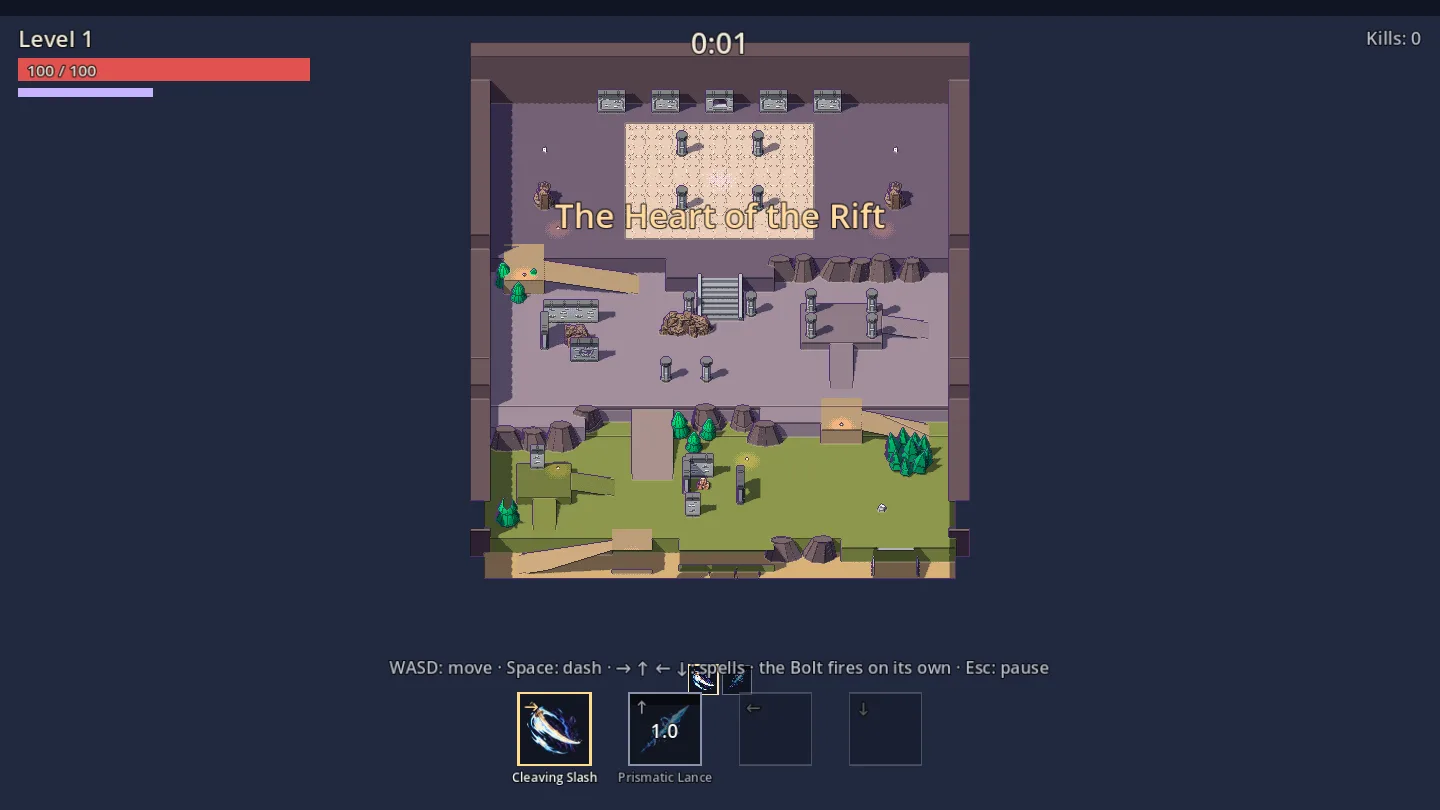 Level 1
0:01
Kills: 0
100 / 100
The Heart of the Rift
WASD: move · Space: dash · → ↑ ← ↓: spells · the Bolt fires on its own · Esc: pause
→
↑
←
↓
1.0
Cleaving Slash
Prismatic Lance